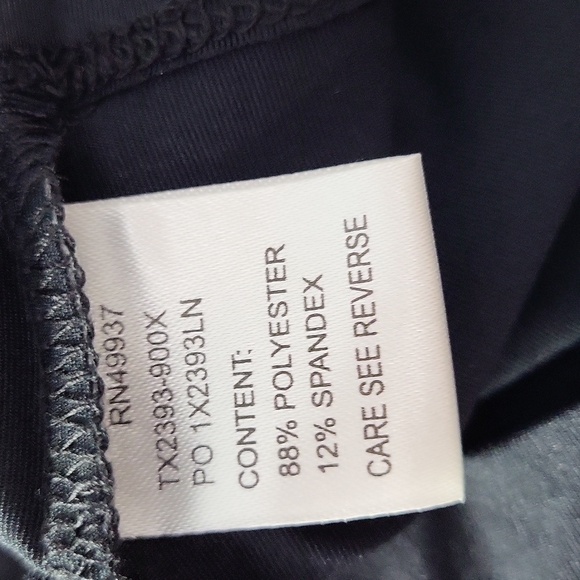 RN49937
TX2393-900X
PO 1X2393LN
CONTENT:
88% POLYESTER
12% SPANDEX
CARE SEE REVERSE